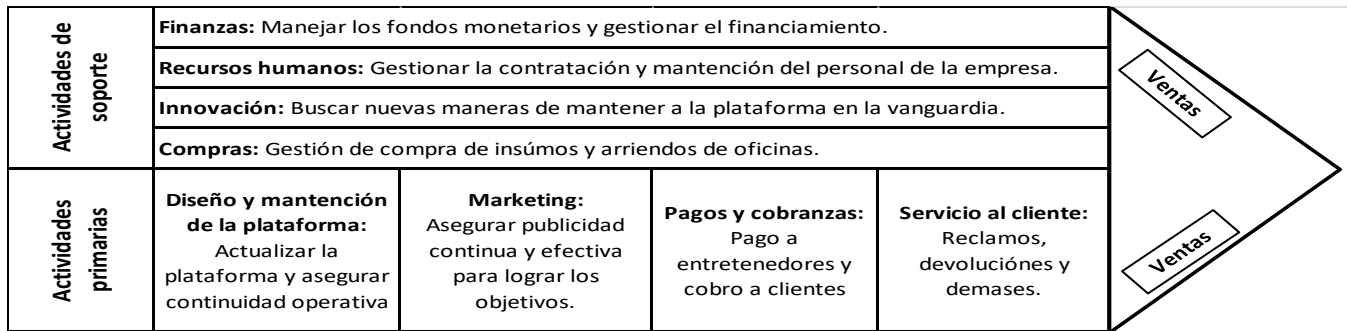 Actividades de
soporte
Finanzas: Manejar los fondos monetarios y gestionar el financiamiento.
Recursos humanos: Gestionar la contratación y mantención del personal de la empresa.
Innovación: Buscar nuevas maneras de mantener a la plataforma en la vanguardia.
Compras: Gestión de compra de insúmos y arriendos de oficinas.
Ventas
Actividades
primarias
Diseño y mantención
de la plataforma:
Actualizar la
plataforma y asegurar
continuidad operativa
Marketing:
Asegurar publicidad
continua y efectiva
para lograr los
objetivos.
Pagos y cobranzas:
Pago a
entretenedores y
cobro a clientes
Servicio al cliente:
Reclamos,
devoluciónes y
demases.
Ventas